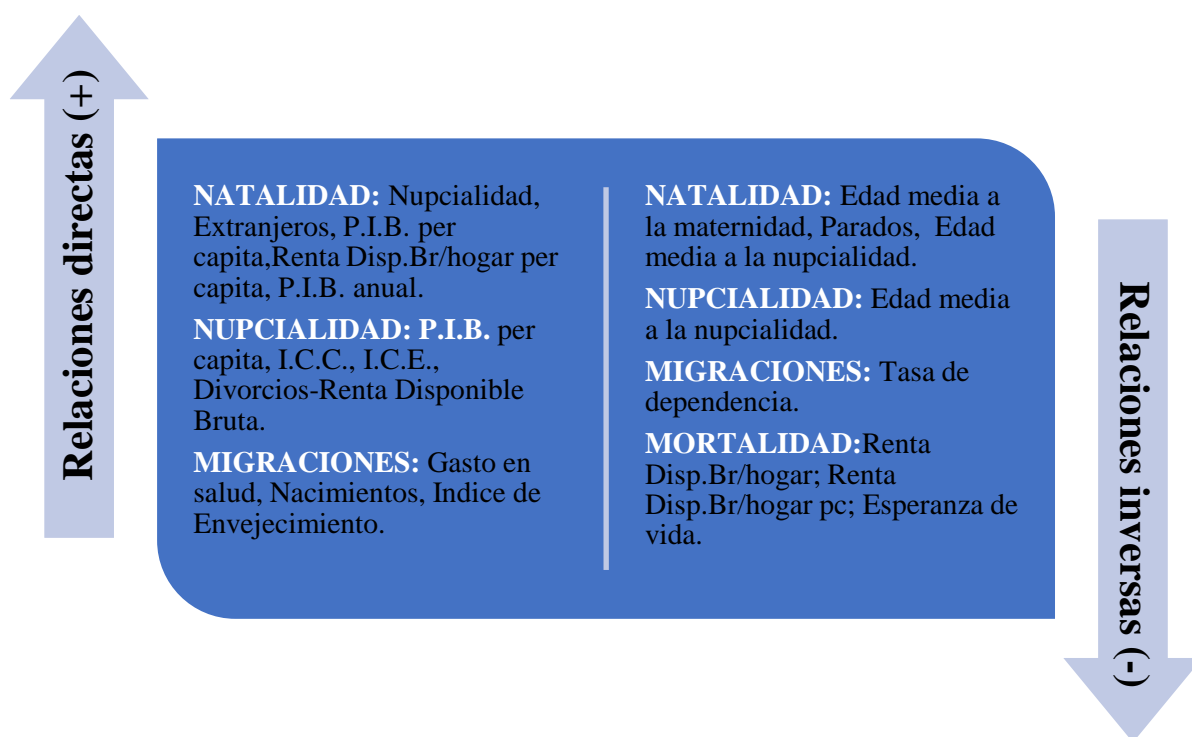 Relaciones directas (+)
NATALIDAD: Nupcialidad,
Extranjeros, P.I.B. per
capita,Renta Disp.Br/hogar per
capita, P.I.B. anual.
NUPCIALIDAD: P.I.B. per
capita, I.C.C., I.C.E.,
Divorcios-Renta Disponible
Bruta.
MIGRACIONES: Gasto en
salud, Nacimientos, Indice de
Envejecimiento.
NATALIDAD: Edad media a
la maternidad, Parados, Edad
media a la nupcialidad.
NUPCIALIDAD: Edad media
a la nupcialidad.
MIGRACIONES: Tasa de
dependencia.
MORTALIDAD:Renta
Disp.Br/hogar; Renta
Disp.Br/hogar pc; Esperanza de
vida.
Relaciones inversas (-)